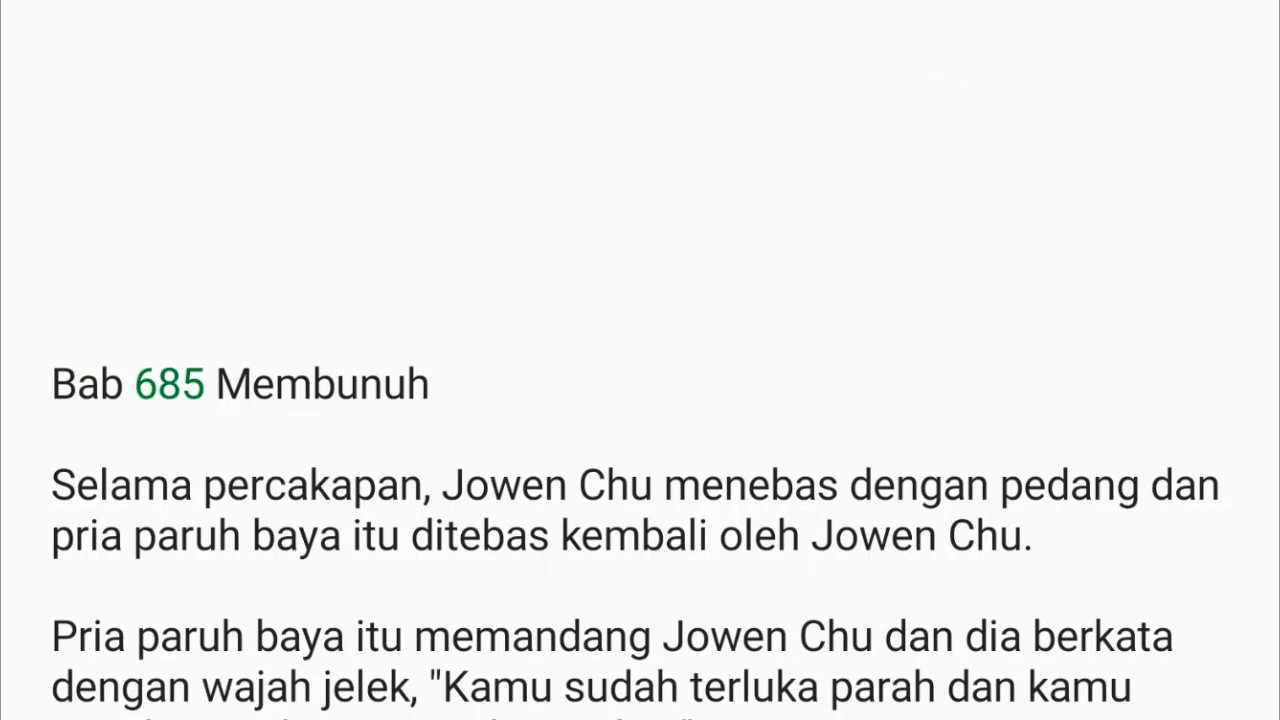 Bab 685 Membunuh
Selama percakapan, Jowen Chu menebas dengan pedang dan
pria paruh baya itu ditebas kembali oleh Jowen Chu.
Pria paruh baya itu memandang Jowen Chu dan dia berkata
dengan wajah jelek, "Kamu sudah terluka parah dan kamu